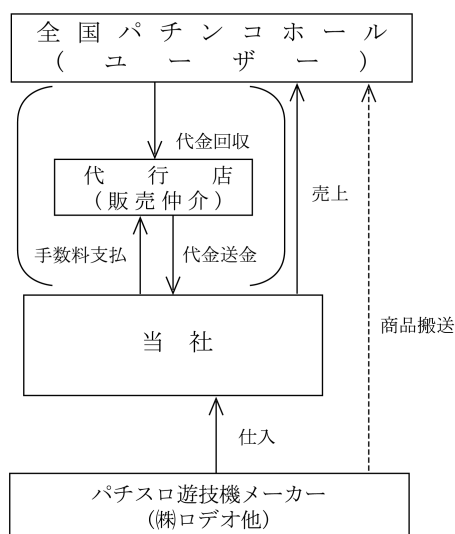 全国パチンコホール
(ユーザー)
代金回収
代行店
(販売仲介)
売上
手数料支払
代金送金
商品搬送
当社
仕入
パチスロ遊技機メーカー
(㈱ロデオ他)